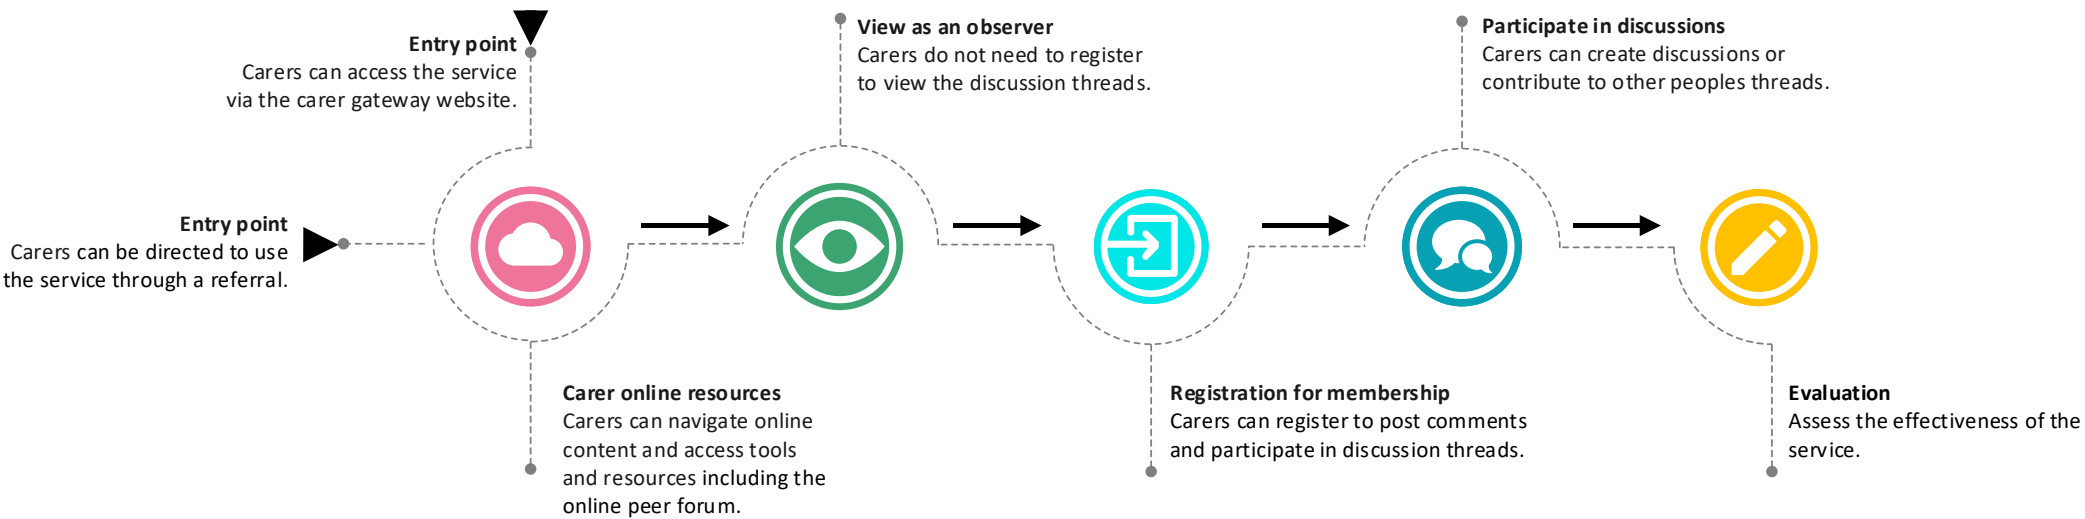 Entry point
Carers can access the service
via the carer gateway website.
Entry point
Carers can be directed to use
the service through a referral.
Carer online resources
Carers can navigate online
content and access tools
and resources including the
online peer forum.
View as an observer
Carers do not need to register
to view the discussion threads.
Registration for membership
Carers can register to post comments
and participate in discussion threads.
Participate in discussions
Carers can create discussions or
contribute to other peoples threads.
Evaluation
Assess the effectiveness of the
service.